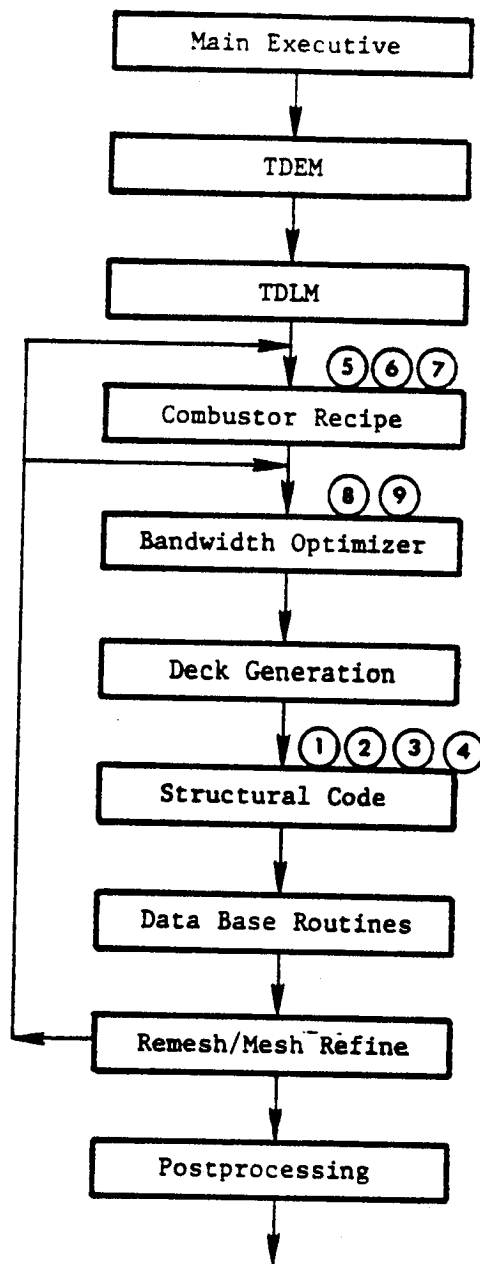 Main Executive
TDEM
TDLM
5 6 7
Combustor Recipe
8 9
Bandwidth Optimizer
Deck Generation
1 2 3 4
Structural Code
Data Base Routines
Remesh/Mesh Refine
Postprocessing